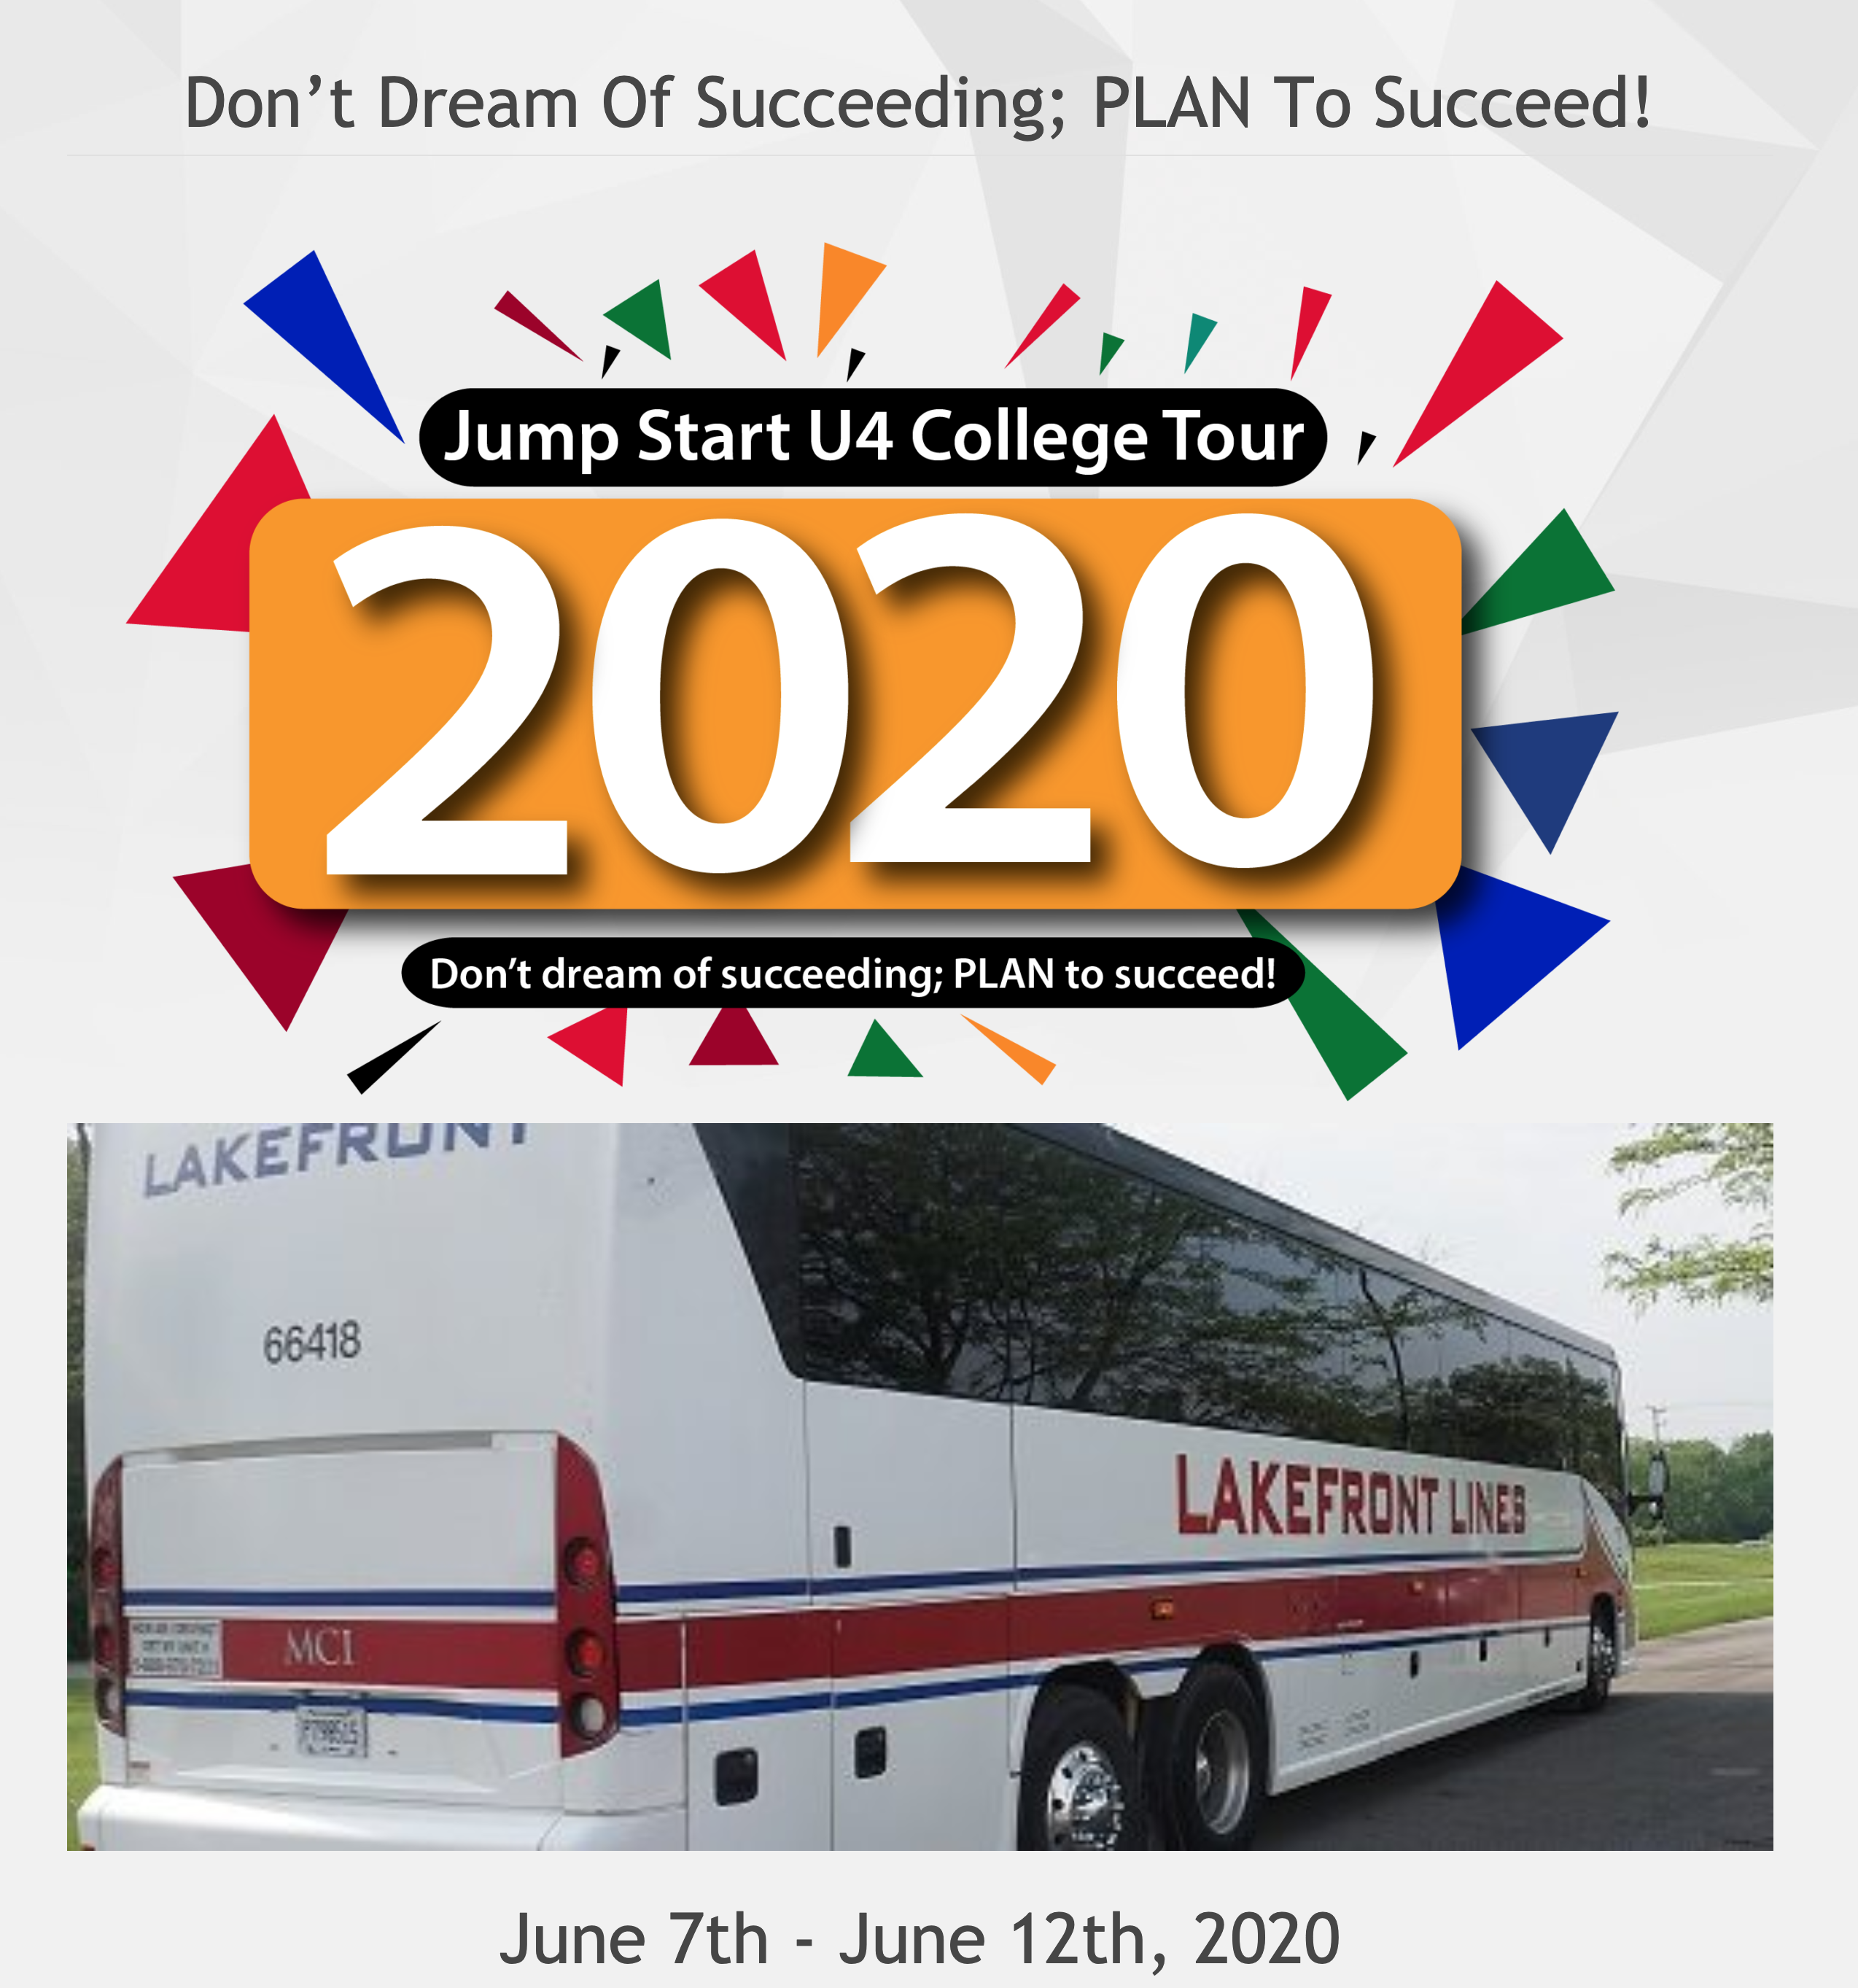 Don't Dream Of Succeeding; PLAN To Succeed!
Jump Start U4 College Tour
2020
Don't dream of succeeding; PLAN to succeed!
LAKEFRONT
66418
LAKEFRONT LINES
MCI
June 7th - June 12th, 2020